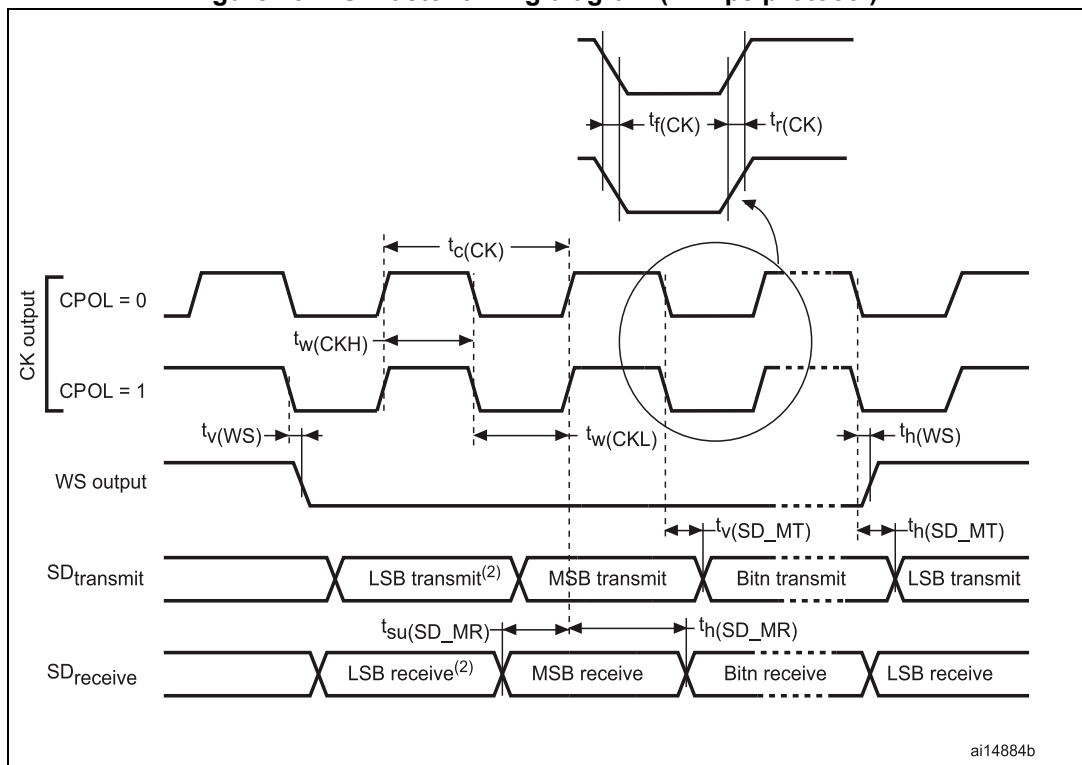 tf(CK)
tr(CK)
tc(CK)
CK output
CPOL = 0
tw(CKH)
CPOL = 1
tv(WS)
tw(CKL)
th(WS)
WS output
tv(SD_MT)
th(SD_MT)
SDtransmit
LSB transmit(2)
MSB transmit
Bitn transmit
LSB transmit
tsu(SD_MR)
th(SD_MR)
SDreceive
LSB receive(2)
MSB receive
Bitn receive
LSB receive
ai14884b